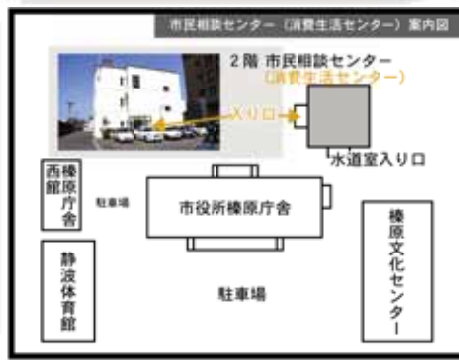 市民相談センター（消費生活センター）案内図
2階 市民相談センター
（消費生活センター）
入り口
水道室入り口
榛原庁舎
西館
駐車場
市役所榛原庁舎
榛原文化センター
静波体育館
駐車場